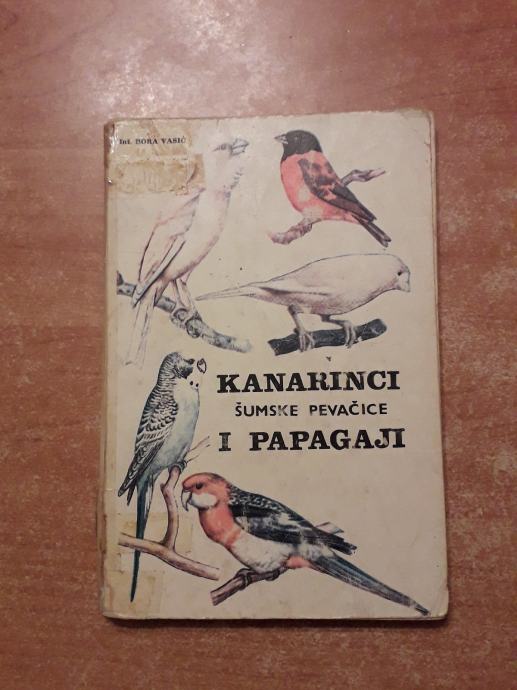 Inž. BORA VASIĆ
KANARINCI
ŠUMSKE PEVAČICE
I PAPAGAJI